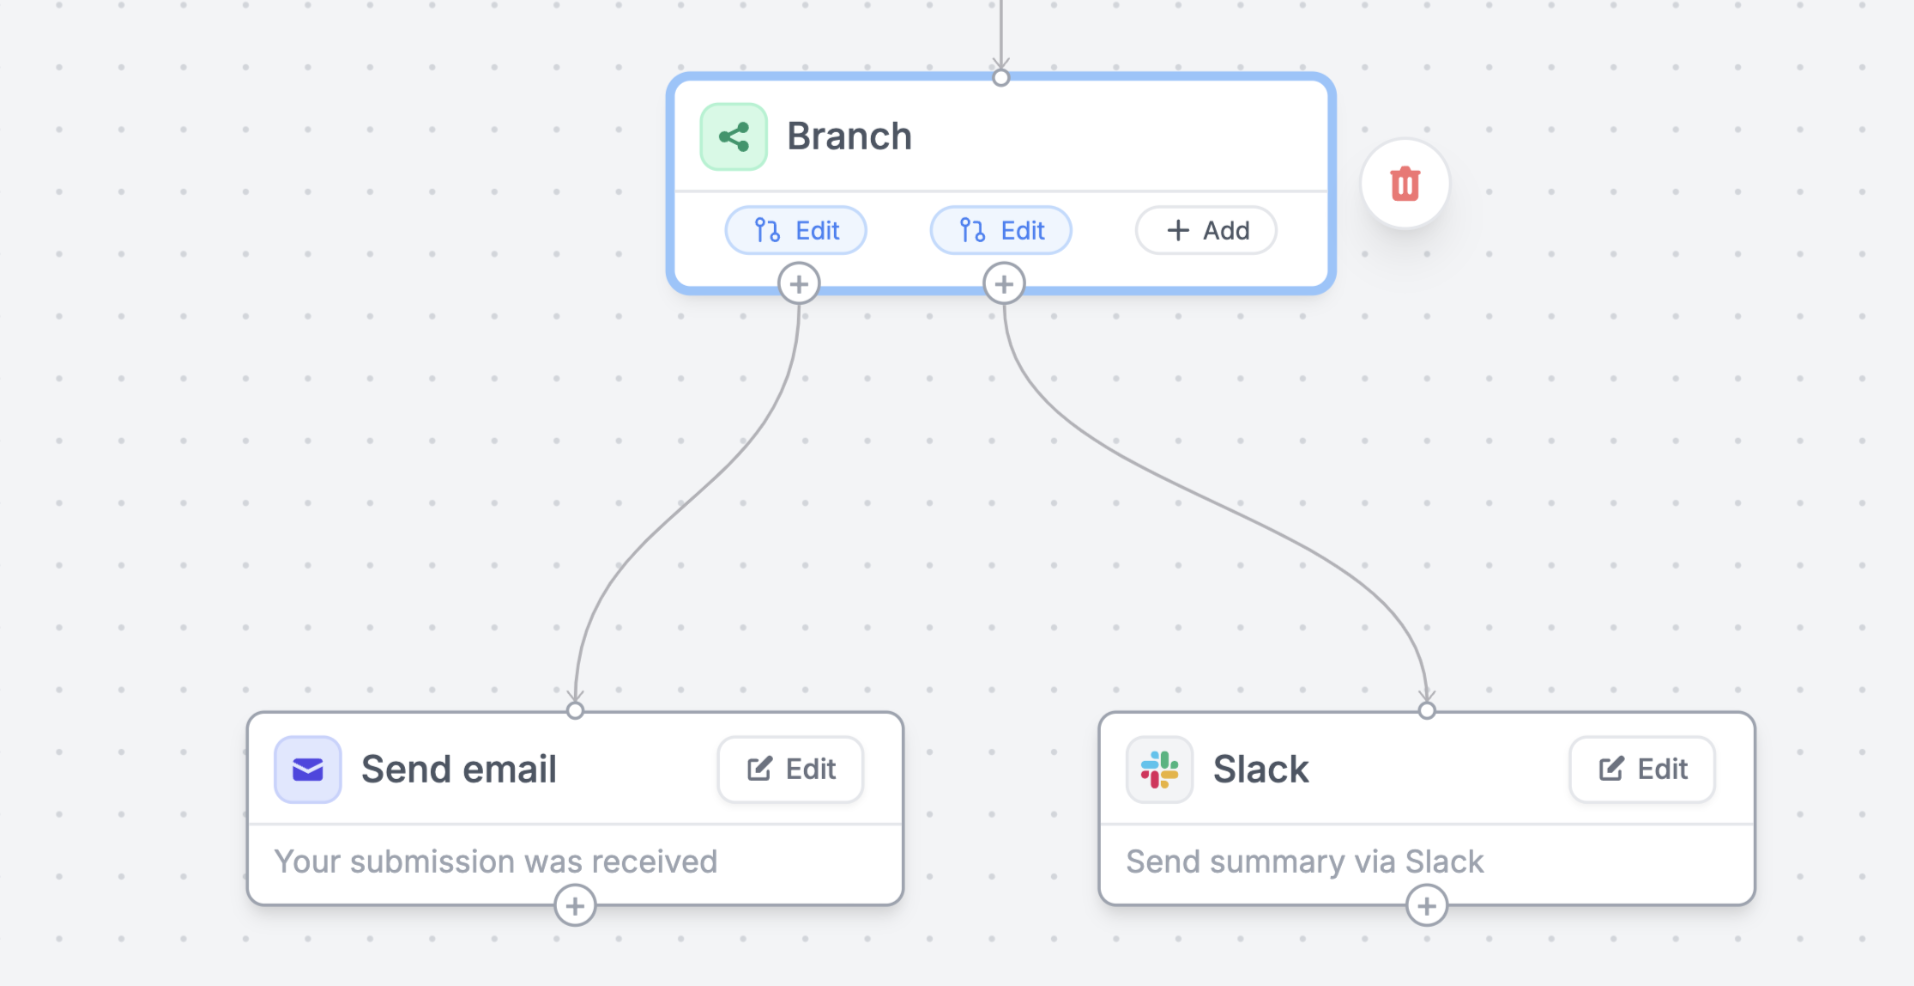 Branch
Edit
Edit
Add
Send email
Edit
Your submission was received
Slack
Edit
Send summary via Slack